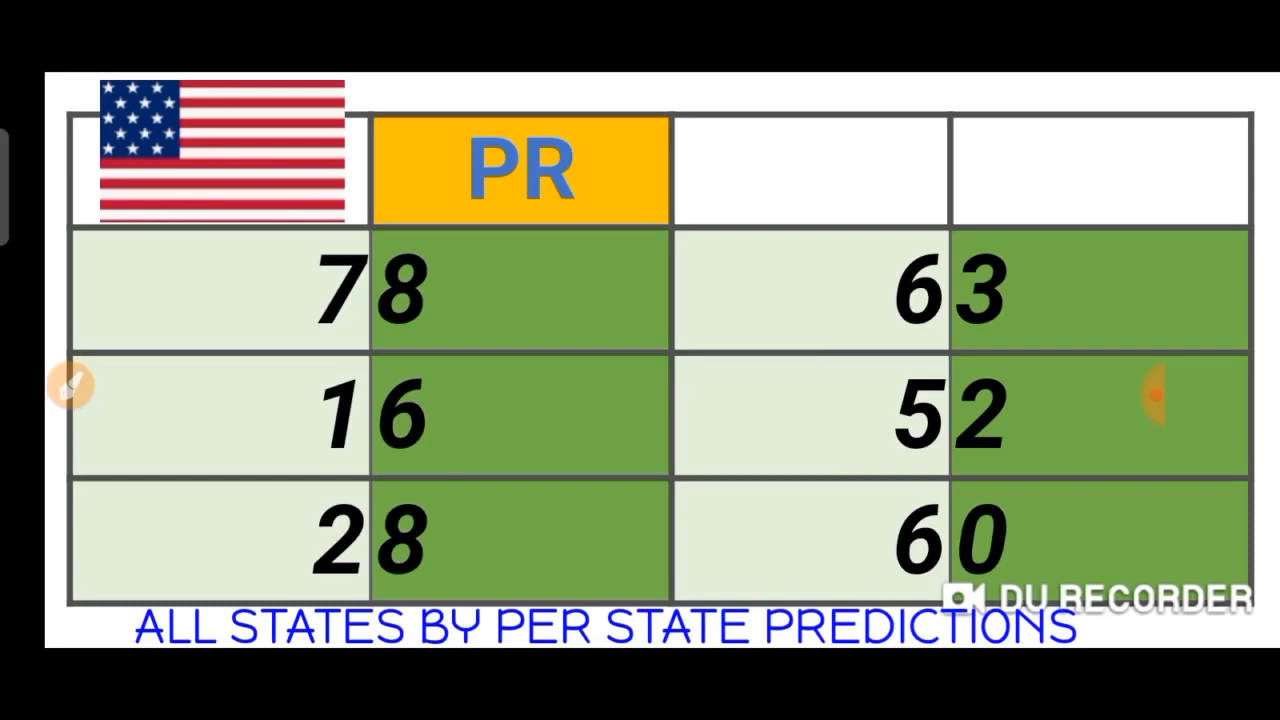 PR
78 63
16 52
28 60
DU RECORDER
ALL STATES BY PER STATE PREDICTIONS